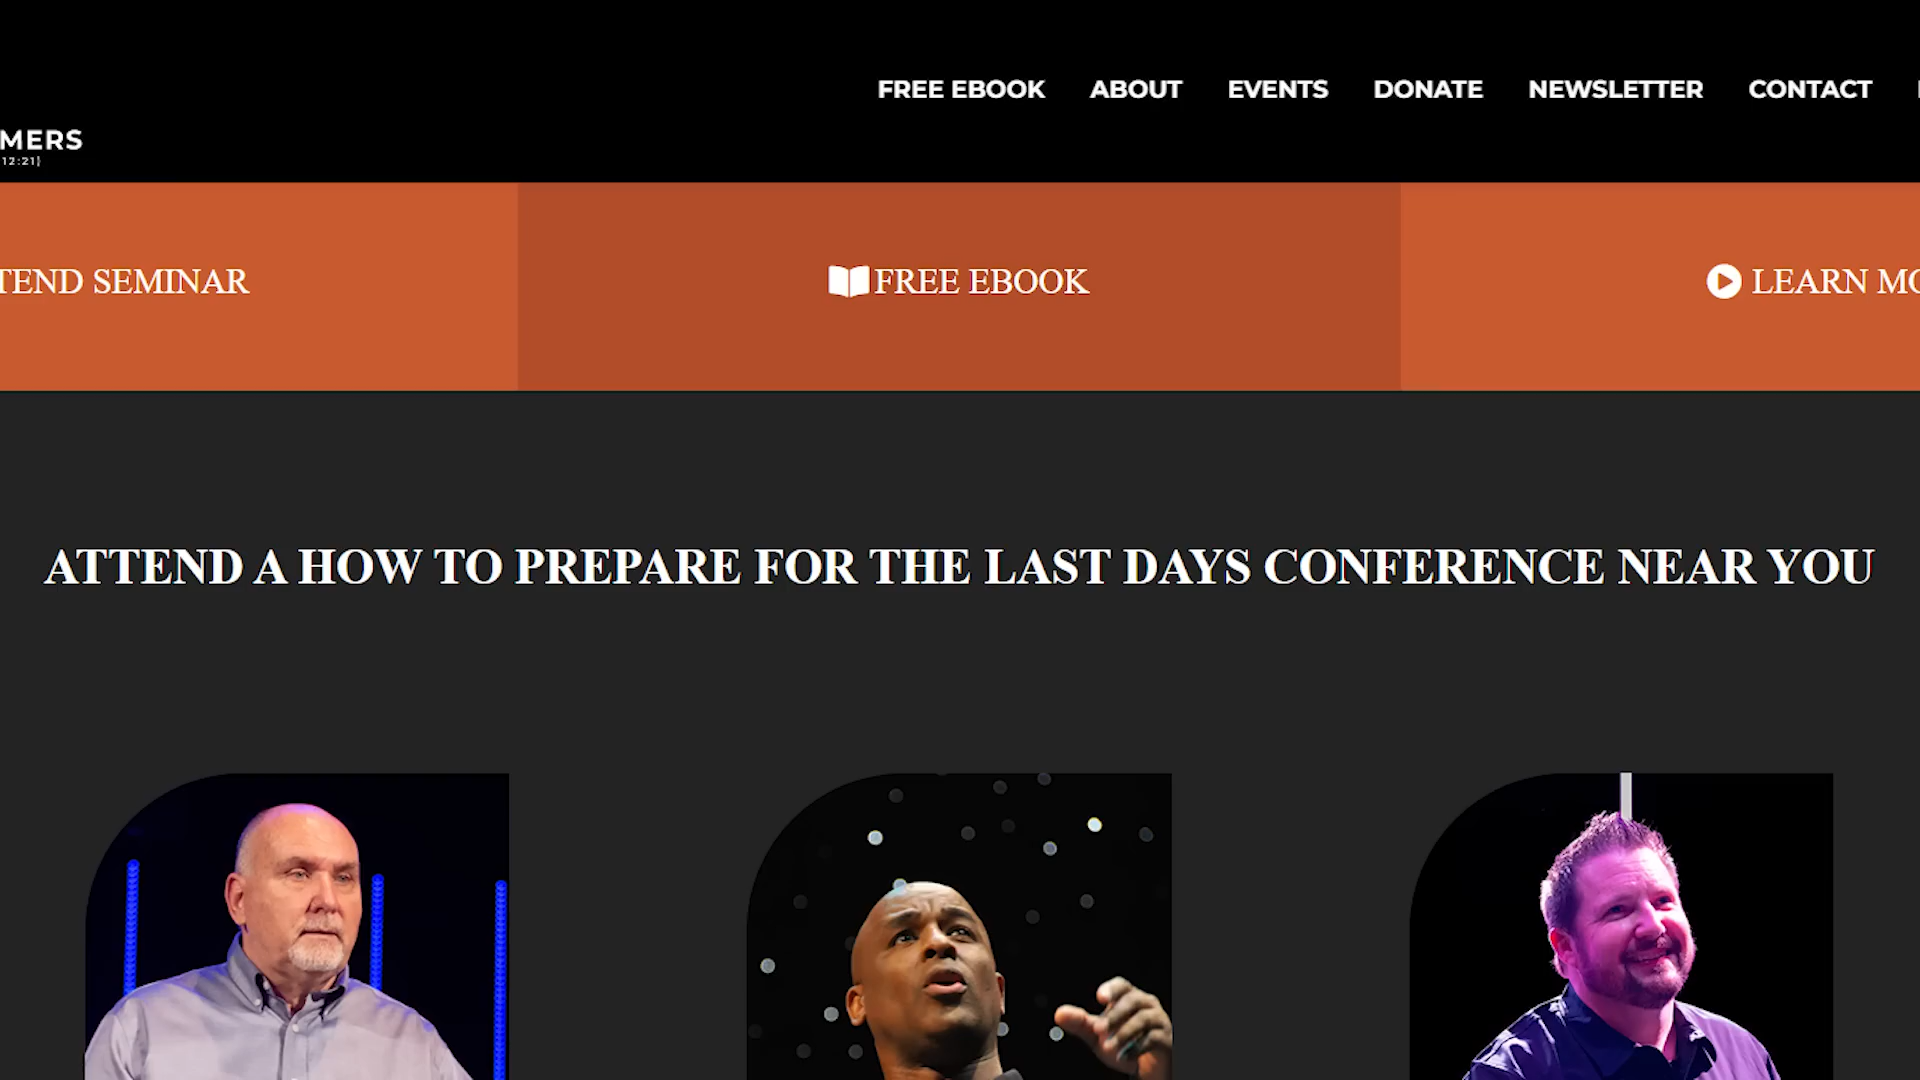 FREE EBOOK ABOUT EVENTS DONATE NEWSLETTER CONTACT
MERS
12:21)
TEND SEMINAR
FREE EBOOK
LEARN MO
ATTEND A HOW TO PREPARE FOR THE LAST DAYS CONFERENCE NEAR YOU